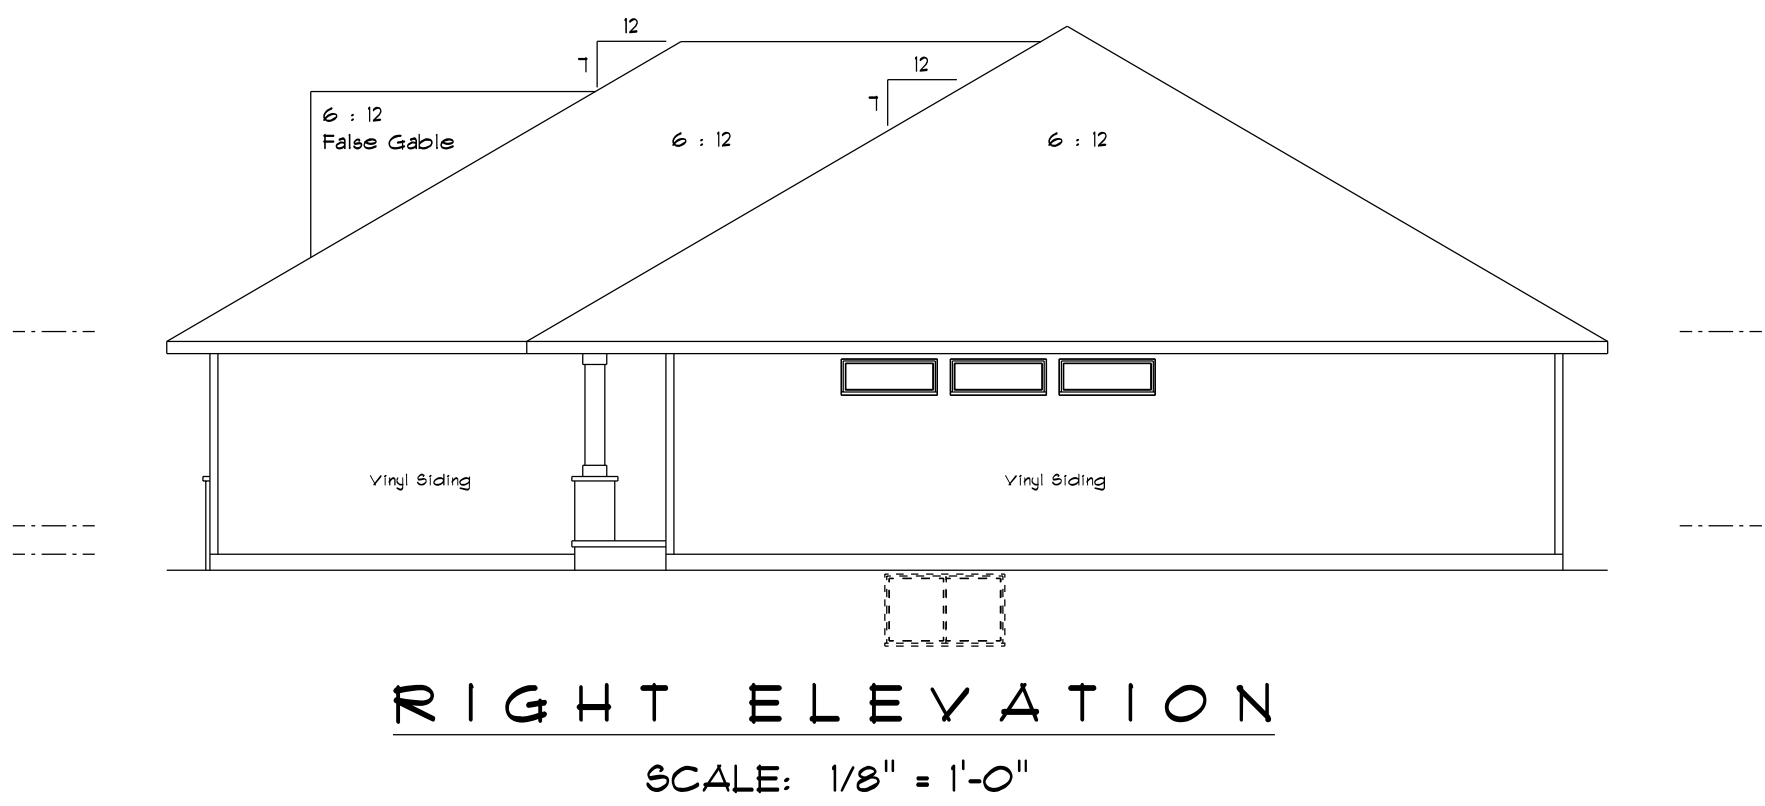 12
7
12
7
6 : 12
False Gable
6 : 12
6 : 12
Vinyl Siding
Vinyl Siding
RIGHT ELEVATION
SCALE: 1/8" = 1'-0"